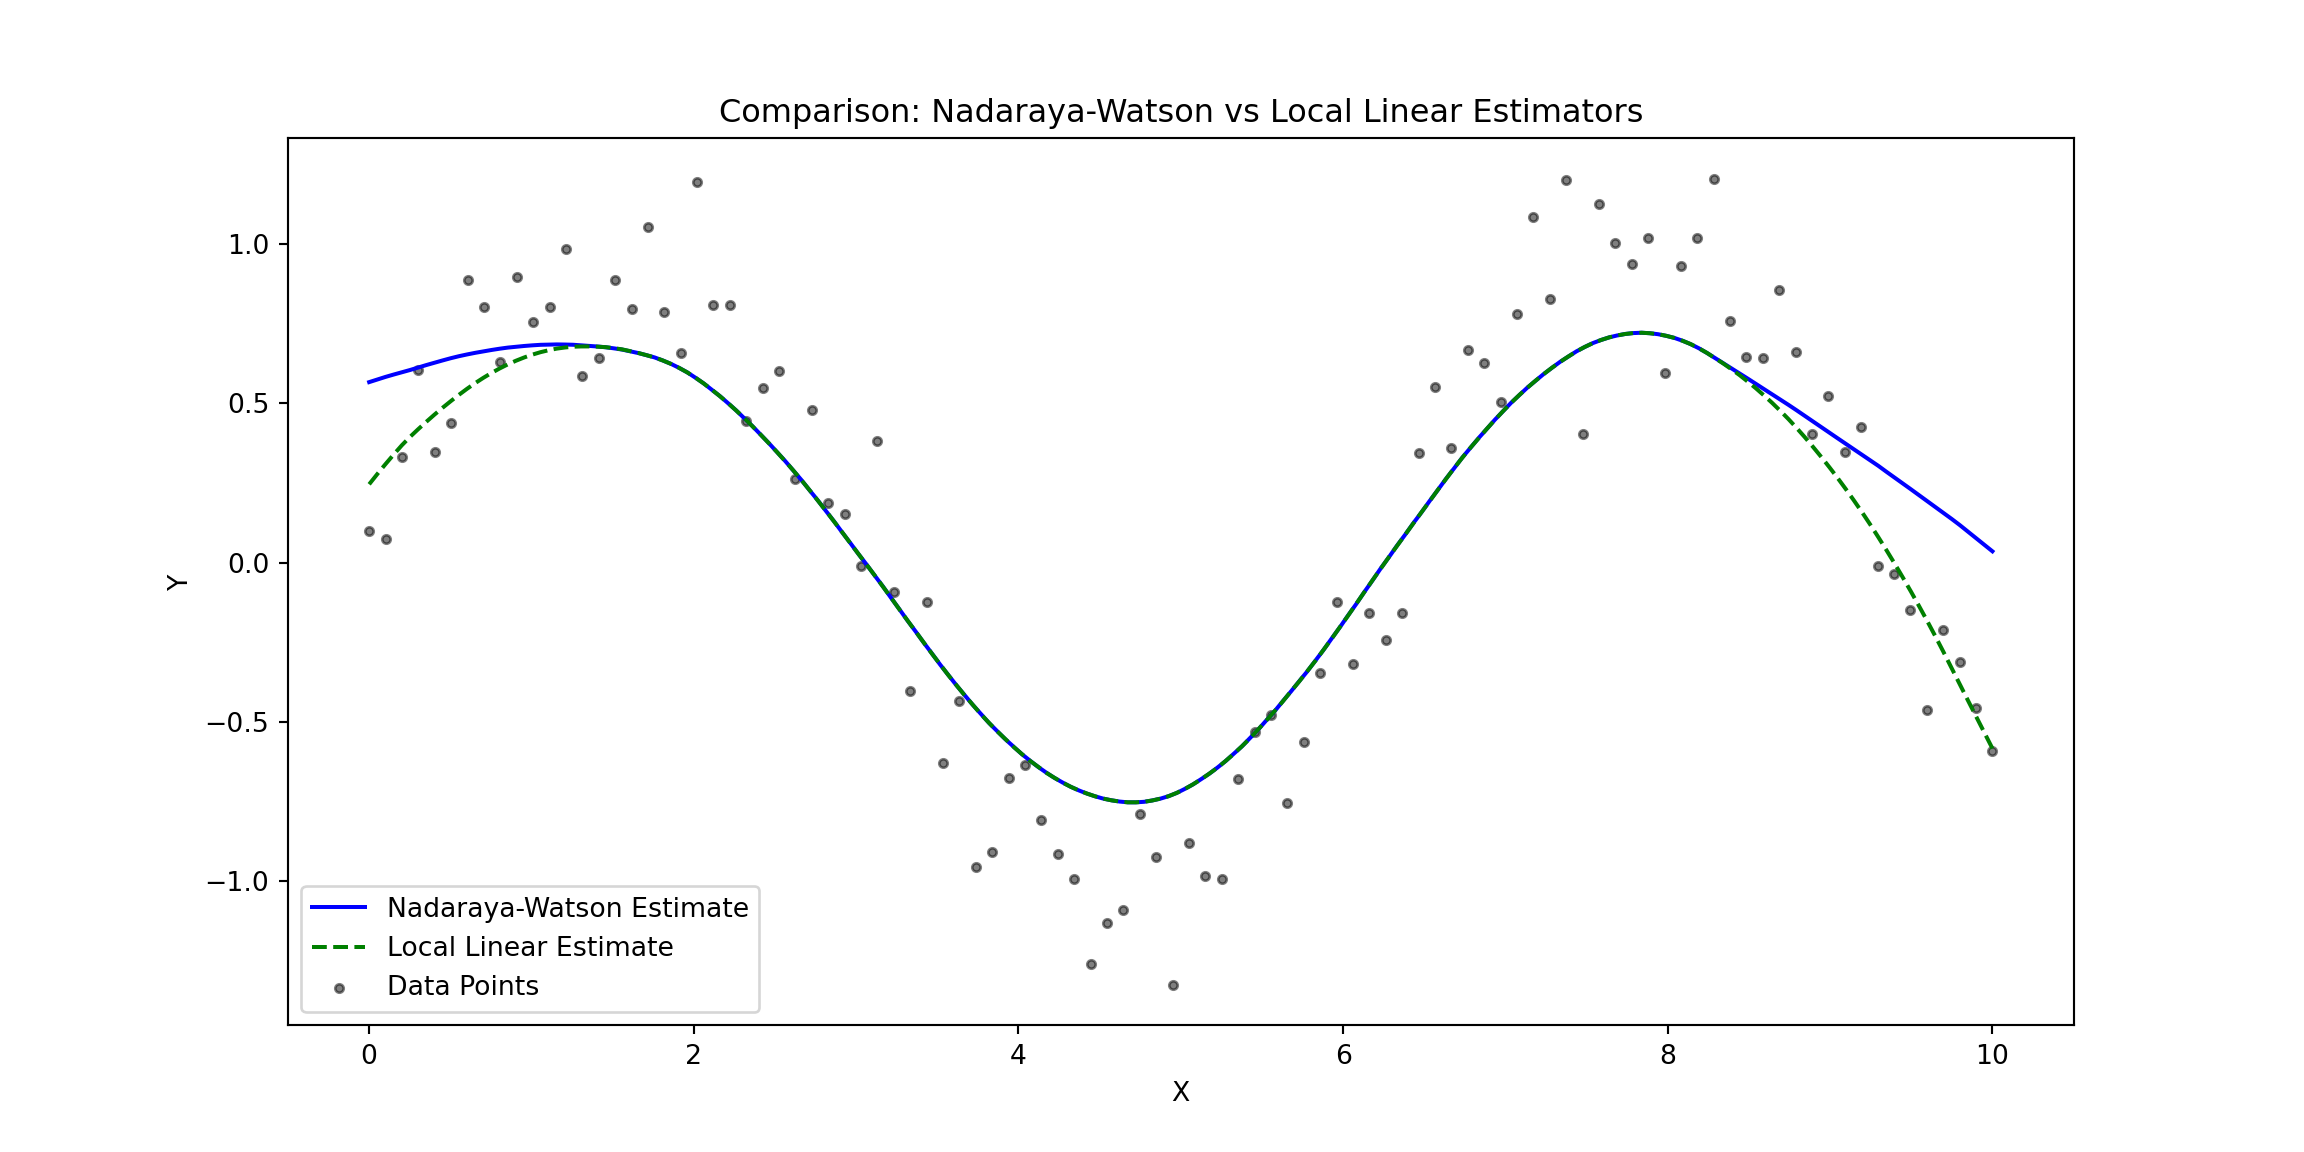 Comparison: Nadaraya-Watson vs Local Linear Estimators
Y
1.0
0.5
0.0
−0.5
−1.0
Nadaraya-Watson Estimate
Local Linear Estimate
Data Points
0 2 4 6 8 10
X